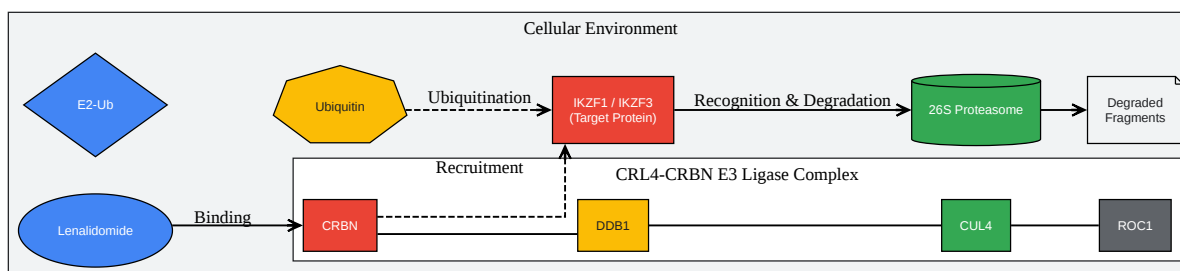 Cellular Environment
E2-Ub
Ubiquitin
Ubiquitination
IKZF1 / IKZF3
(Target Protein)
Recognition & Degradation
26S Proteasome
Degraded
Fragments
Recruitment
CRL4-CRBN E3 Ligase Complex
Lenalidomide
Binding
CRBN
DDB1
CUL4
ROC1